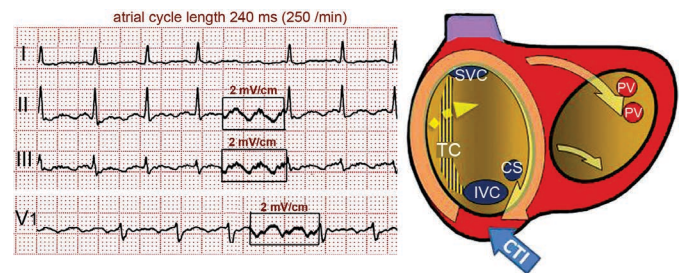 atrial cycle length 240 ms (250 /min)
I
II
2 mV/cm
III
2 mV/cm
V1
2 mV/cm
SVC
PV
PV
TC
CS
IVC
CTI